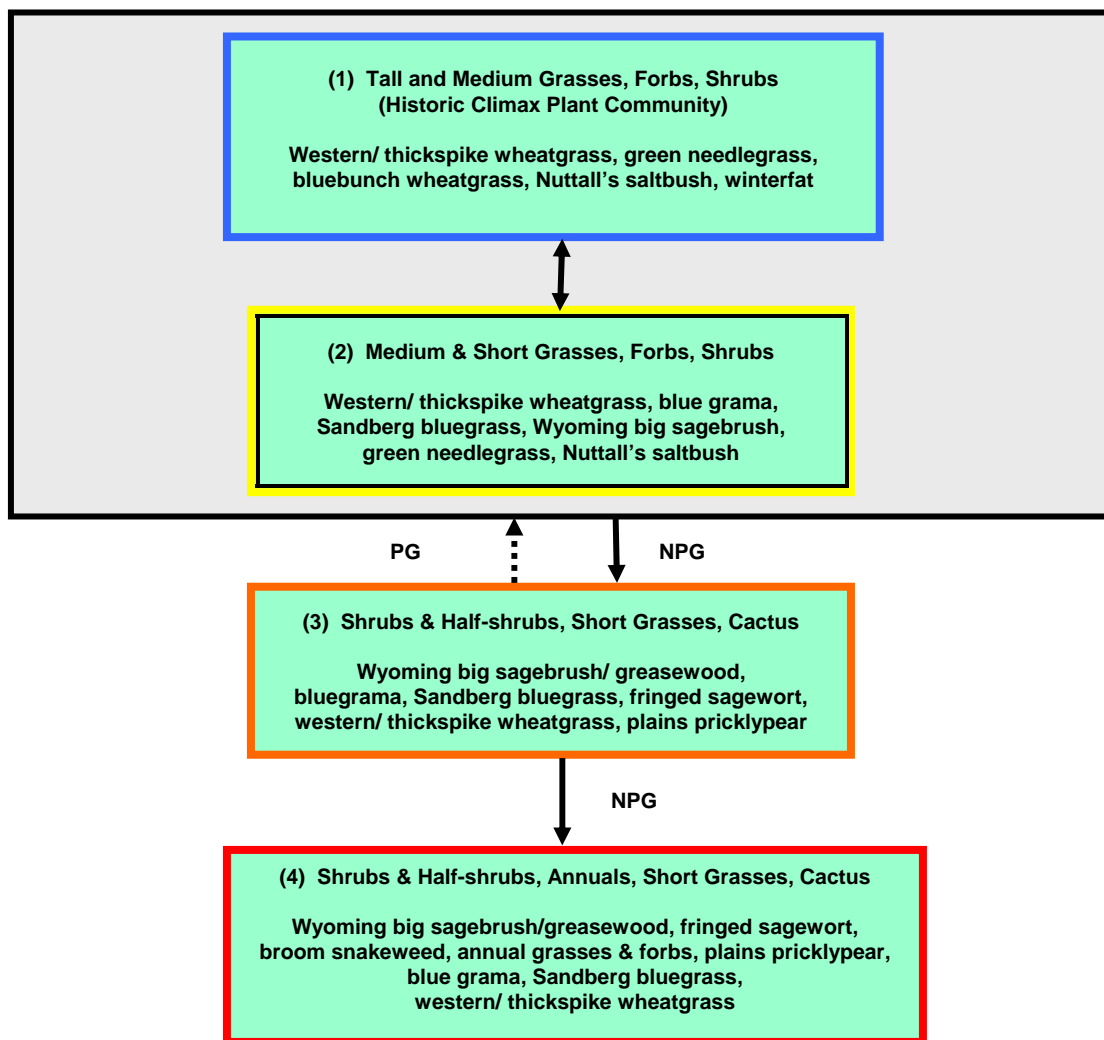 (1) Tall and Medium Grasses, Forbs, Shrubs
(Historic Climax Plant Community)
Western/ thickspike wheatgrass, green needlegrass,
bluebunch wheatgrass, Nuttall's saltbush, winterfat
(2) Medium & Short Grasses, Forbs, Shrubs
Western/ thickspike wheatgrass, blue grama,
Sandberg bluegrass, Wyoming big sagebrush,
green needlegrass, Nuttall's saltbush
PG
NPG
(3) Shrubs & Half-shrubs, Short Grasses, Cactus
Wyoming big sagebrush/ greasewood,
bluegrama, Sandberg bluegrass, fringed sagewort,
western/ thickspike wheatgrass, plains pricklypear
NPG
(4) Shrubs & Half-shrubs, Annuals, Short Grasses, Cactus
Wyoming big sagebrush/greasewood, fringed sagewort,
broom snakeweed, annual grasses & forbs, plains pricklypear,
blue grama, Sandberg bluegrass,
western/ thickspike wheatgrass